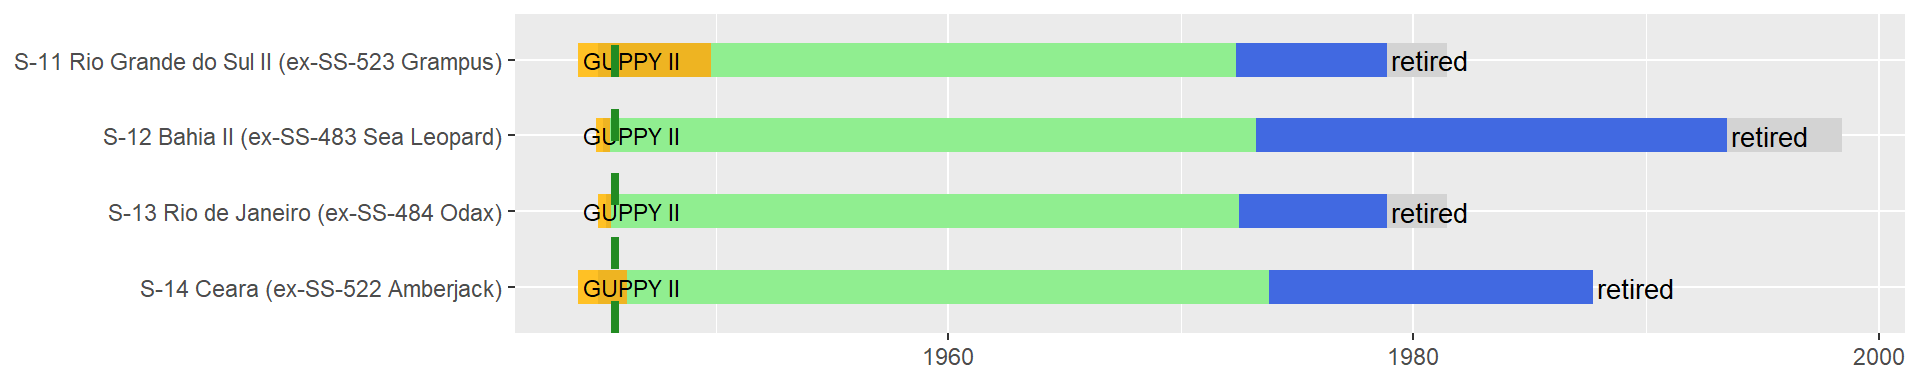 S-11 Rio Grande do Sul II (ex-SS-523 Grampus)
GUPPY II
retired
S-12 Bahia II (ex-SS-483 Sea Leopard)
GUPPY II
retired
S-13 Rio de Janeiro (ex-SS-484 Odax)
GUPPY II
retired
S-14 Ceara (ex-SS-522 Amberjack)
GUPPY II
retired
1960
1980
2000